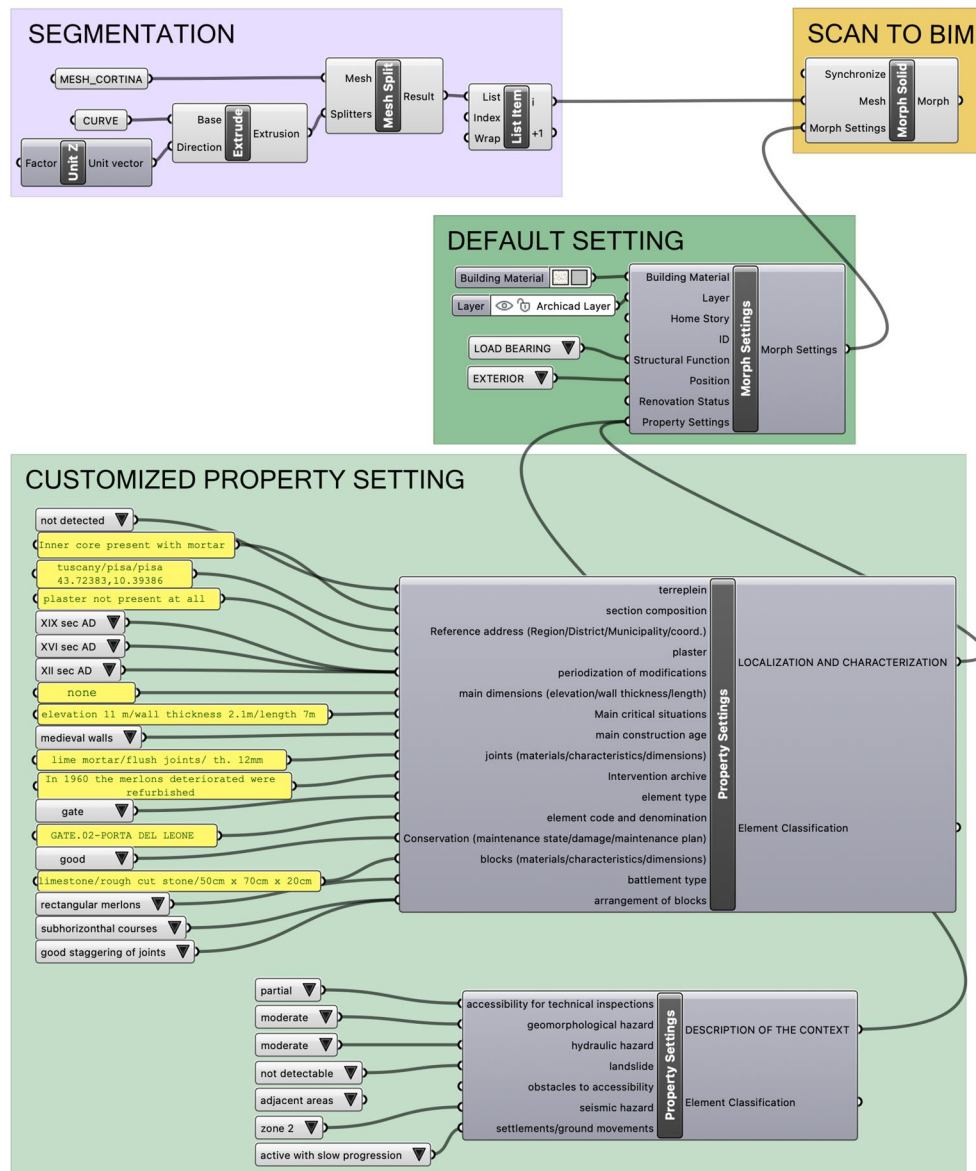 SEGMENTATION
MESH_CORTINA
CURVE
Factor
Unit Z
Unit vector
Base
Direction
Extrude
Extrusion
Mesh
Splitters
Mesh Split
Result
List
Index
Wrap
List Item
i
+1
SCAN TO BIM
Synchronize
Mesh
Morph Settings
Morph Solid
Morph
DEFAULT SETTING
Building Material
Layer
Archicad Layer
LOAD BEARING
EXTERIOR
Building Material
Layer
Home Story
ID
Structural Function
Position
Renovation Status
Property Settings
Morph Settings
Morph Settings
CUSTOMIZED PROPERTY SETTING
not detected
Inner core present with mortar
tuscany/pisa/pisa
43.72383,10.39386
plaster not present at all
XIX sec AD
XVI sec AD
XII sec AD
none
elevation 11 m/wall thickness 2.1m/length 7m
medieval walls
lime mortar/flush joints/ th. 12mm
In 1960 the merlons deteriorated were
refurbished
gate
GATE.02-PORTA DEL LEONE
good
limestone/rough cut stone/50cm x 70cm x 20cm
rectangular merlons
subhorizonthal courses
good staggering of joints
terreplein
section composition
Reference address (Region/District/Municipality/coord.)
plaster
periodization of modifications
main dimensions (elevation/wall thickness/length)
Main critical situations
main construction age
joints (materials/characteristics/dimensions)
Intervention archive
element type
element code and denomination
Conservation (maintenance state/damage/maintenance plan)
blocks (materials/characteristics/dimensions)
battlement type
arrangement of blocks
Property Settings
LOCALIZATION AND CHARACTERIZATION
Element Classification
partial
moderate
moderate
not detectable
adjacent areas
zone 2
active with slow progression
accessibility for technical inspections
geomorphological hazard
hydraulic hazard
landslide
obstacles to accessibility
seismic hazard
settlements/ground movements
Property Settings
DESCRIPTION OF THE CONTEXT
Element Classification